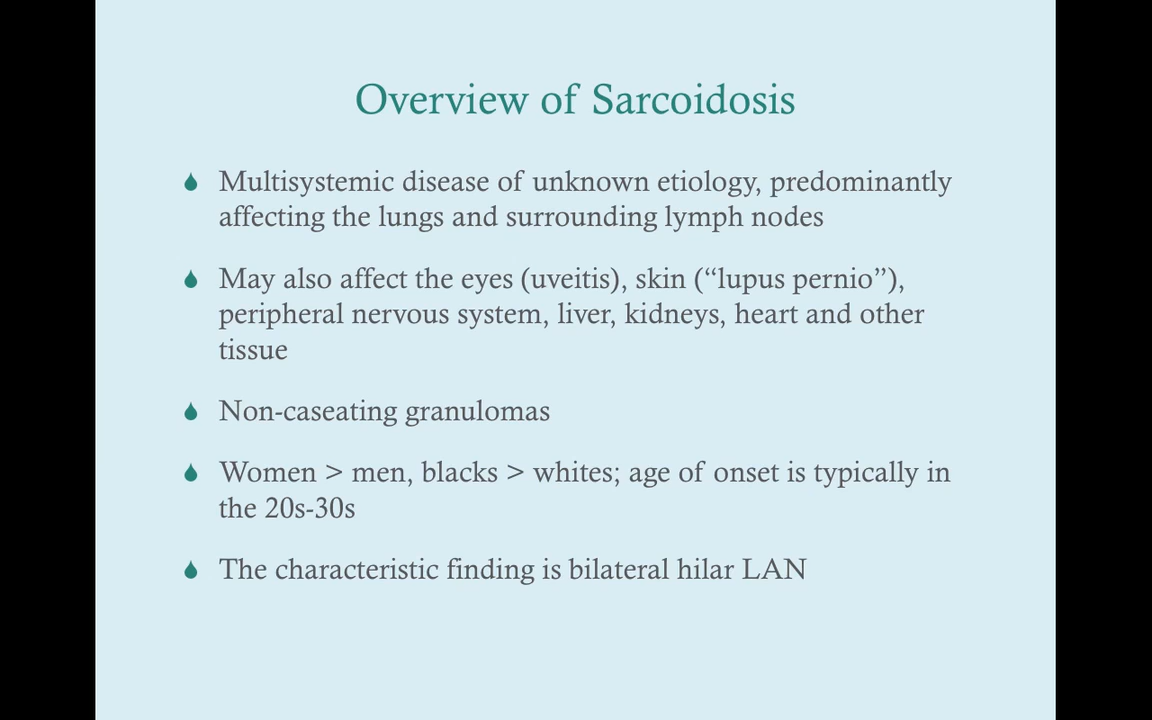 Overview of Sarcoidosis
Multisystemic disease of unknown etiology, predominantly
affecting the lungs and surrounding lymph nodes
May also affect the eyes (uveitis), skin (“lupus pernio”),
peripheral nervous system, liver, kidneys, heart and other
tissue
Non-caseating granulomas
Women > men, blacks > whites; age of onset is typically in
the 20s-30s
The characteristic finding is bilateral hilar LAN